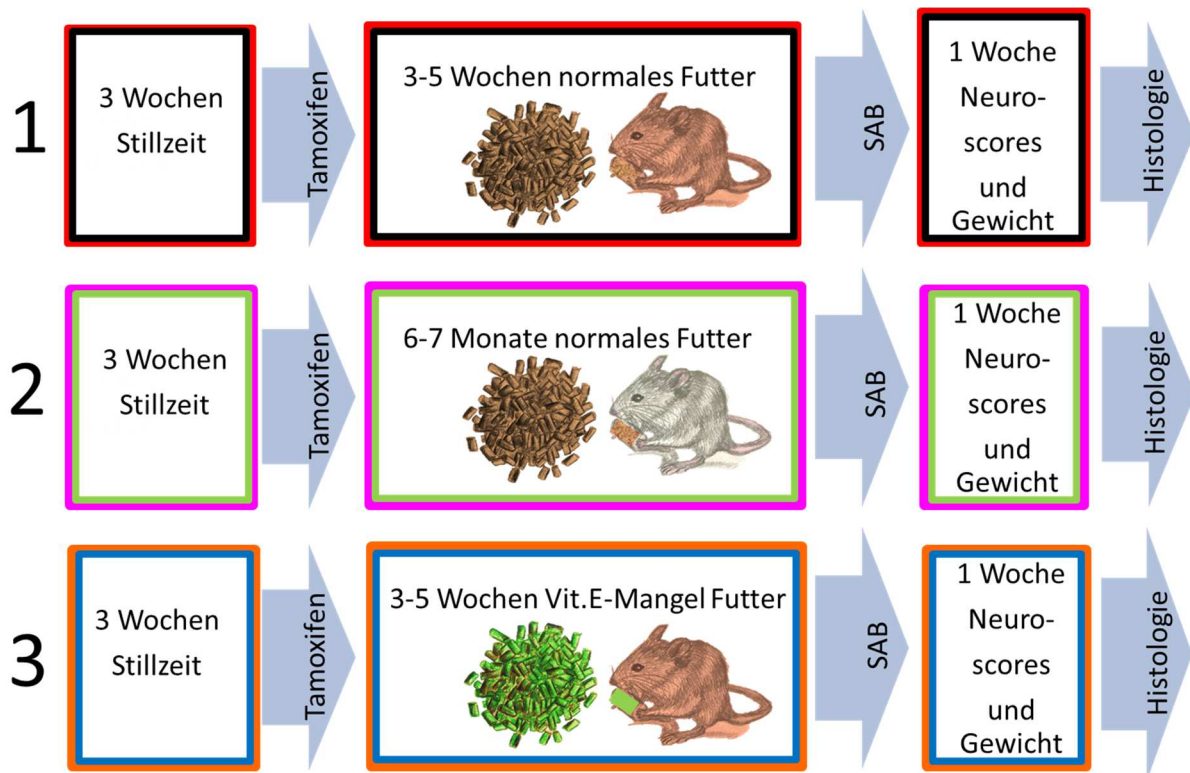 1
3 Wochen
Stillzeit
Tamoxifen
3-5 Wochen normales Futter
SAB
1 Woche
Neuro-
scores
und
Gewicht
Histologie
2
3 Wochen
Stillzeit
Tamoxifen
6-7 Monate normales Futter
SAB
1 Woche
Neuro-
scores
und
Gewicht
Histologie
3
3 Wochen
Stillzeit
Tamoxifen
3-5 Wochen Vit.E-Mangel Futter
SAB
1 Woche
Neuro-
scores
und
Gewicht
Histologie